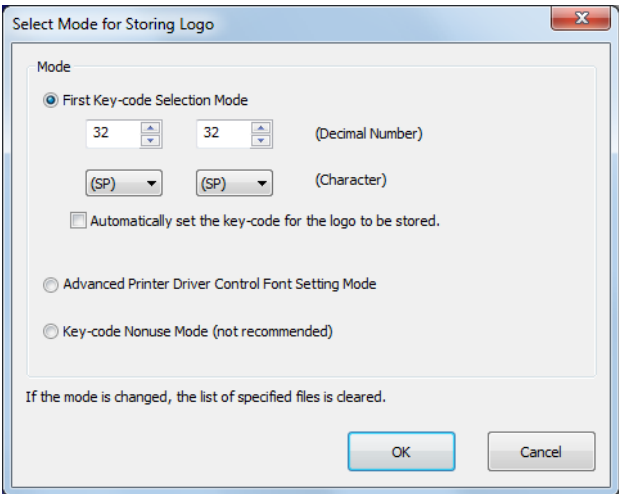 Select Mode for Storing Logo
Mode
First Key-code Selection Mode
32 32 (Decimal Number)
(SP) (SP) (Character)
Automatically set the key-code for the logo to be stored.
Advanced Printer Driver Control Font Setting Mode
Key-code Nonuse Mode (not recommended)
If the mode is changed, the list of specified files is cleared.
OK Cancel